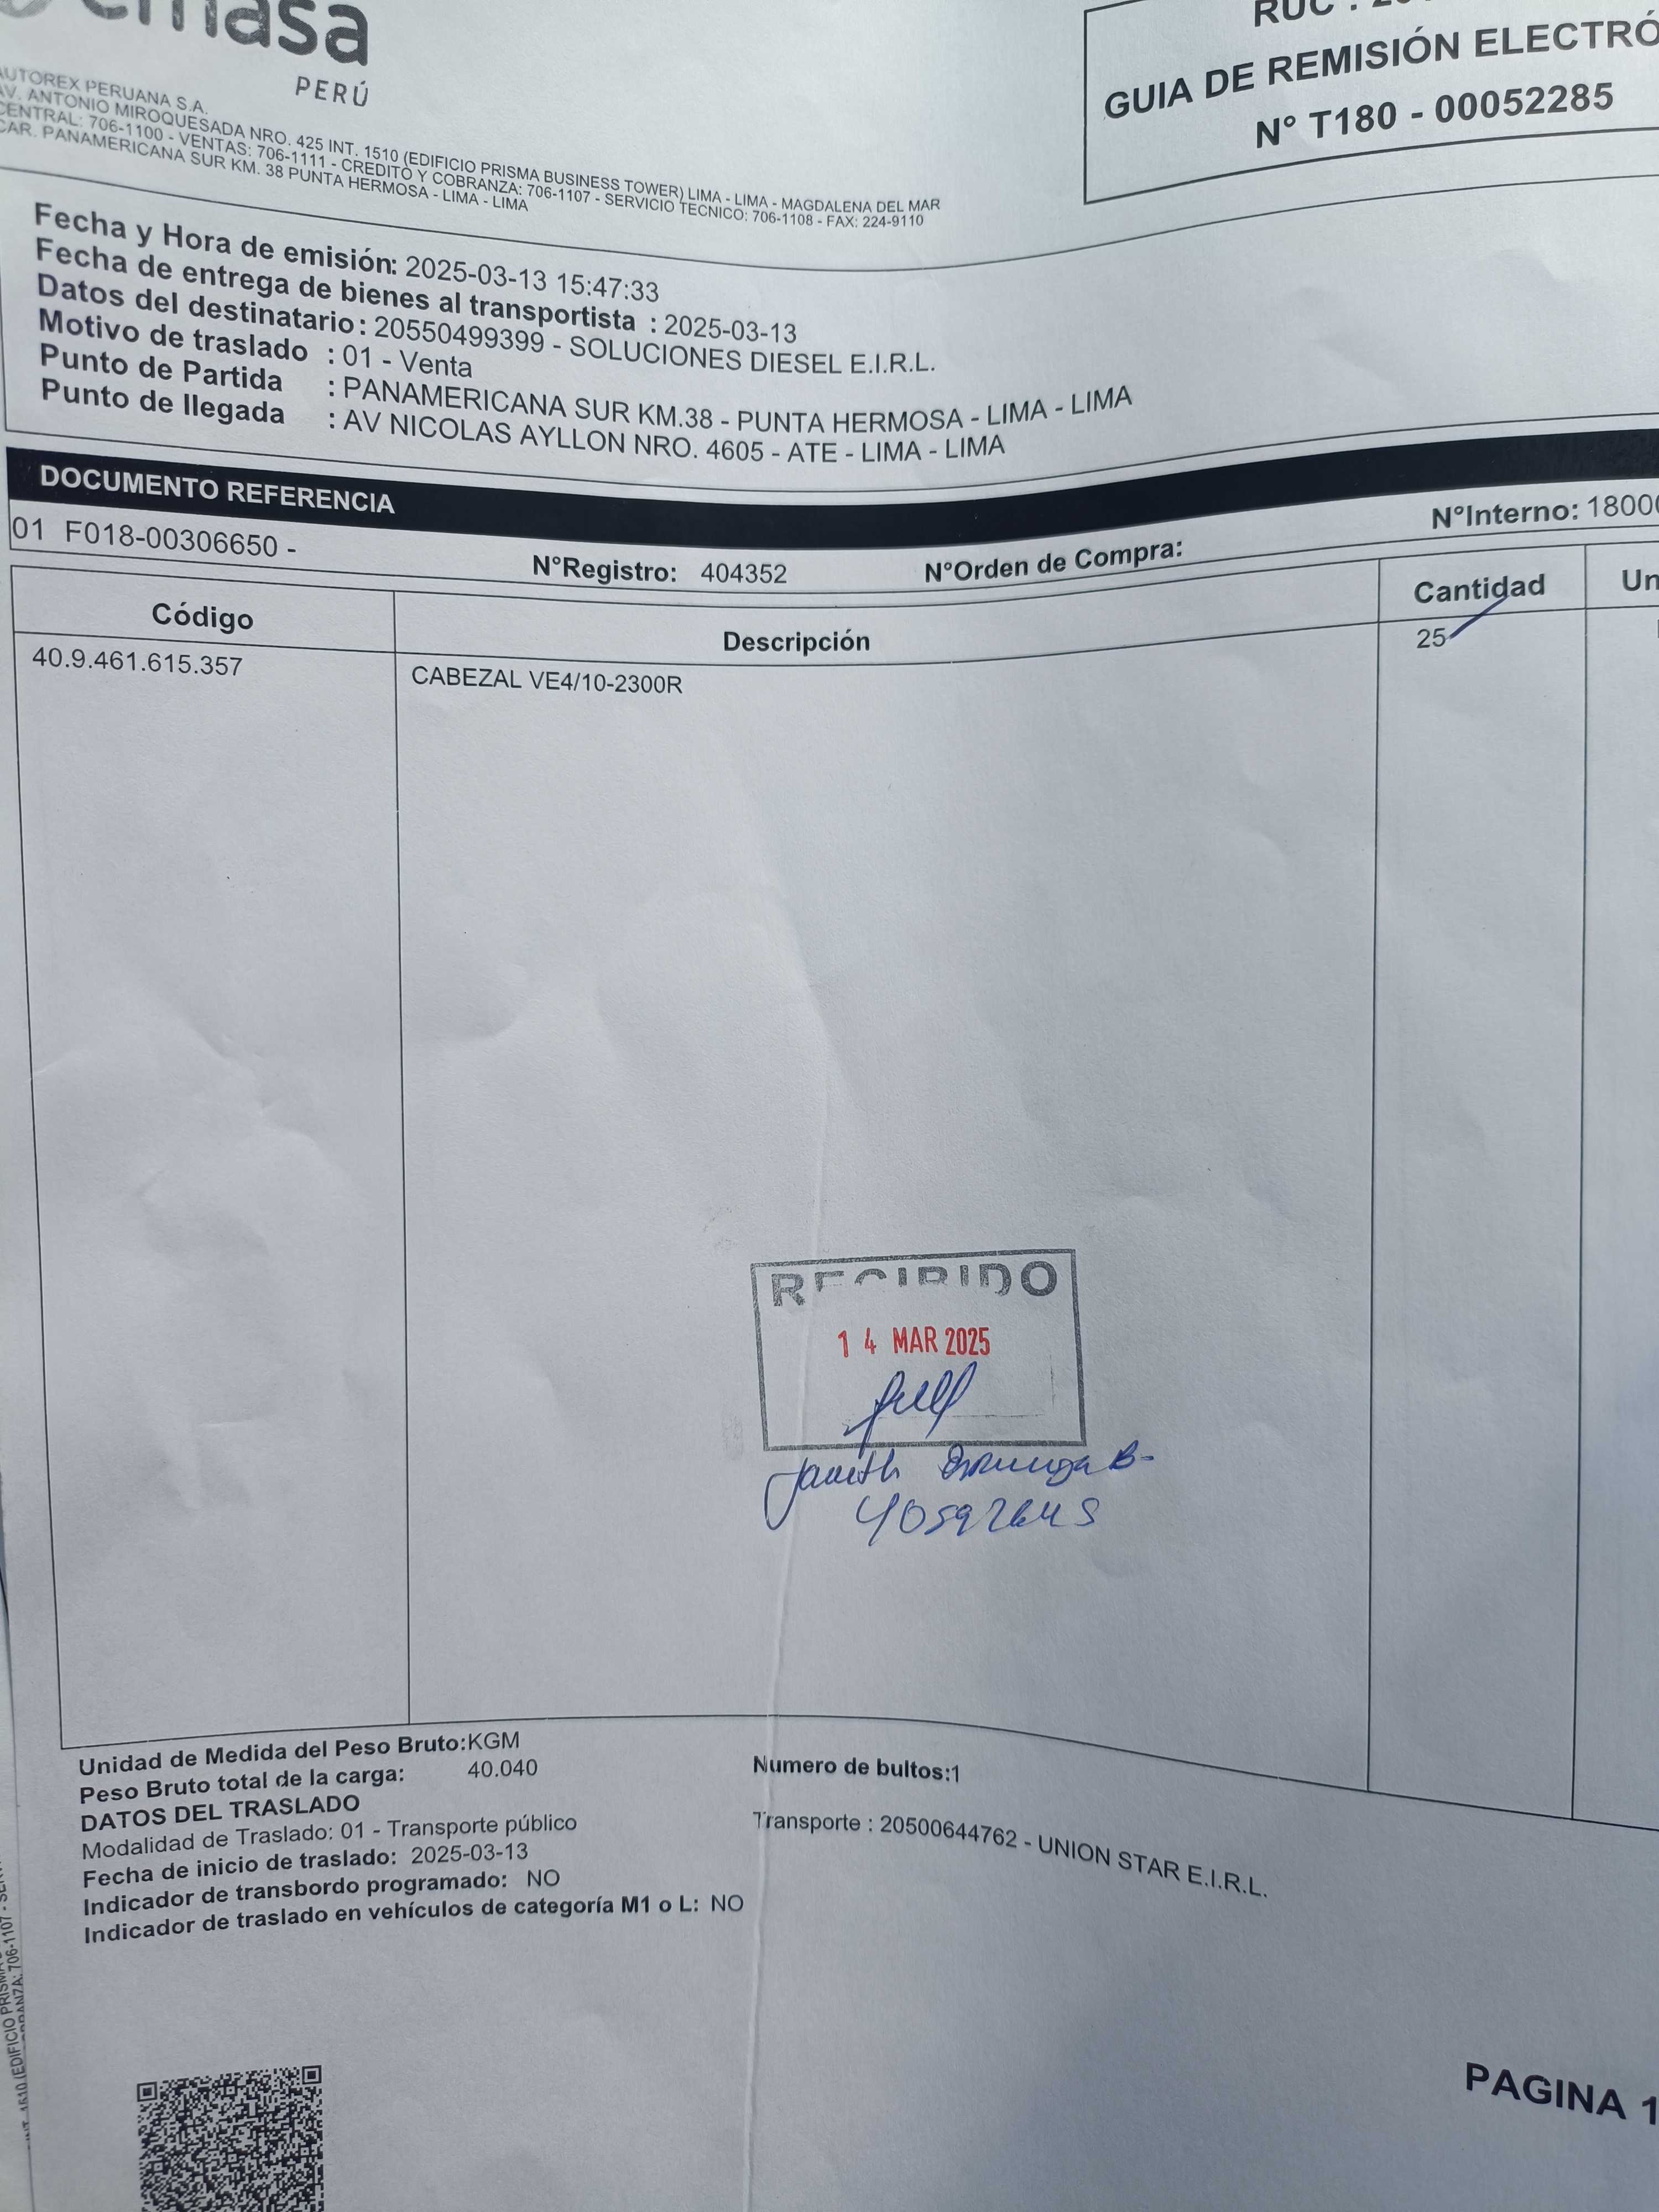 emasa
PERÚ
AUTOREX PERUANA S.A.
AV. ANTONIO MIROQUESADA NRO. 425 INT. 1510 (EDIFICIO PRISMA BUSINESS TOWER) LIMA - LIMA - MAGDALENA DEL MAR
CENTRAL: 706-1100 - VENTAS: 706-1111 - CREDITO Y COBRANZA: 706-1107 - SERVICIO TECNICO: 706-1108 - FAX: 224-9110
CAR. PANAMERICANA SUR KM. 38 PUNTA HERMOSA - LIMA - LIMA
RUC :
GUIA DE REMISIÓN ELECTRÓ
N° T180 - 00052285
Fecha y Hora de emisión: 2025-03-13 15:47:33
Fecha de entrega de bienes al transportista : 2025-03-13
Datos del destinatario: 20550499399 - SOLUCIONES DIESEL E.I.R.L.
Motivo de traslado : 01 - Venta
Punto de Partida : PANAMERICANA SUR KM.38 - PUNTA HERMOSA - LIMA - LIMA
Punto de llegada : AV NICOLAS AYLLON NRO. 4605 - ATE - LIMA - LIMA
DOCUMENTO REFERENCIA
01 F018-00306650 - N°Registro: 404352 N°Orden de Compra: N°Interno: 1800
Código Descripción Cantidad Un
40.9.461.615.357 CABEZAL VE4/10-2300R 25
RECIBIDO
14 MAR 2025
Unidad de Medida del Peso Bruto:KGM
Peso Bruto total de la carga: 40.040 Numero de bultos:1
DATOS DEL TRASLADO
Modalidad de Traslado: 01 - Transporte público Transporte : 20500644762 - UNION STAR E.I.R.L.
Fecha de inicio de traslado: 2025-03-13
Indicador de transbordo programado: NO
Indicador de traslado en vehículos de categoría M1 o L: NO
PAGINA 1